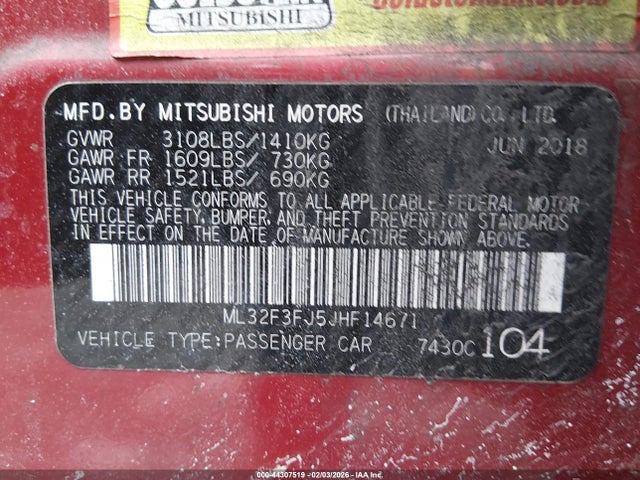 MITSUBISHI
MFD.BY MITSUBISHI MOTORS (THAILAND) CO., LTD.
GVWR 3108LBS/1410KG JUN 2018
GAWR FR 1609LBS/ 730KG
GAWR RR 1521LBS/ 690KG
THIS VEHICLE CONFORMS TO ALL APPLICABLE FEDERAL MOTOR
VEHICLE SAFETY, BUMPER, AND THEFT PREVENTION STANDARDS
IN EFFECT ON THE DATE OF MANUFACTURE SHOWN ABOVE.
ML32F3FJ5JHF14671
VEHICLE TYPE:PASSENGER CAR 7430C 104
000-44307519 - 02/03/2026 - IAAI.COM